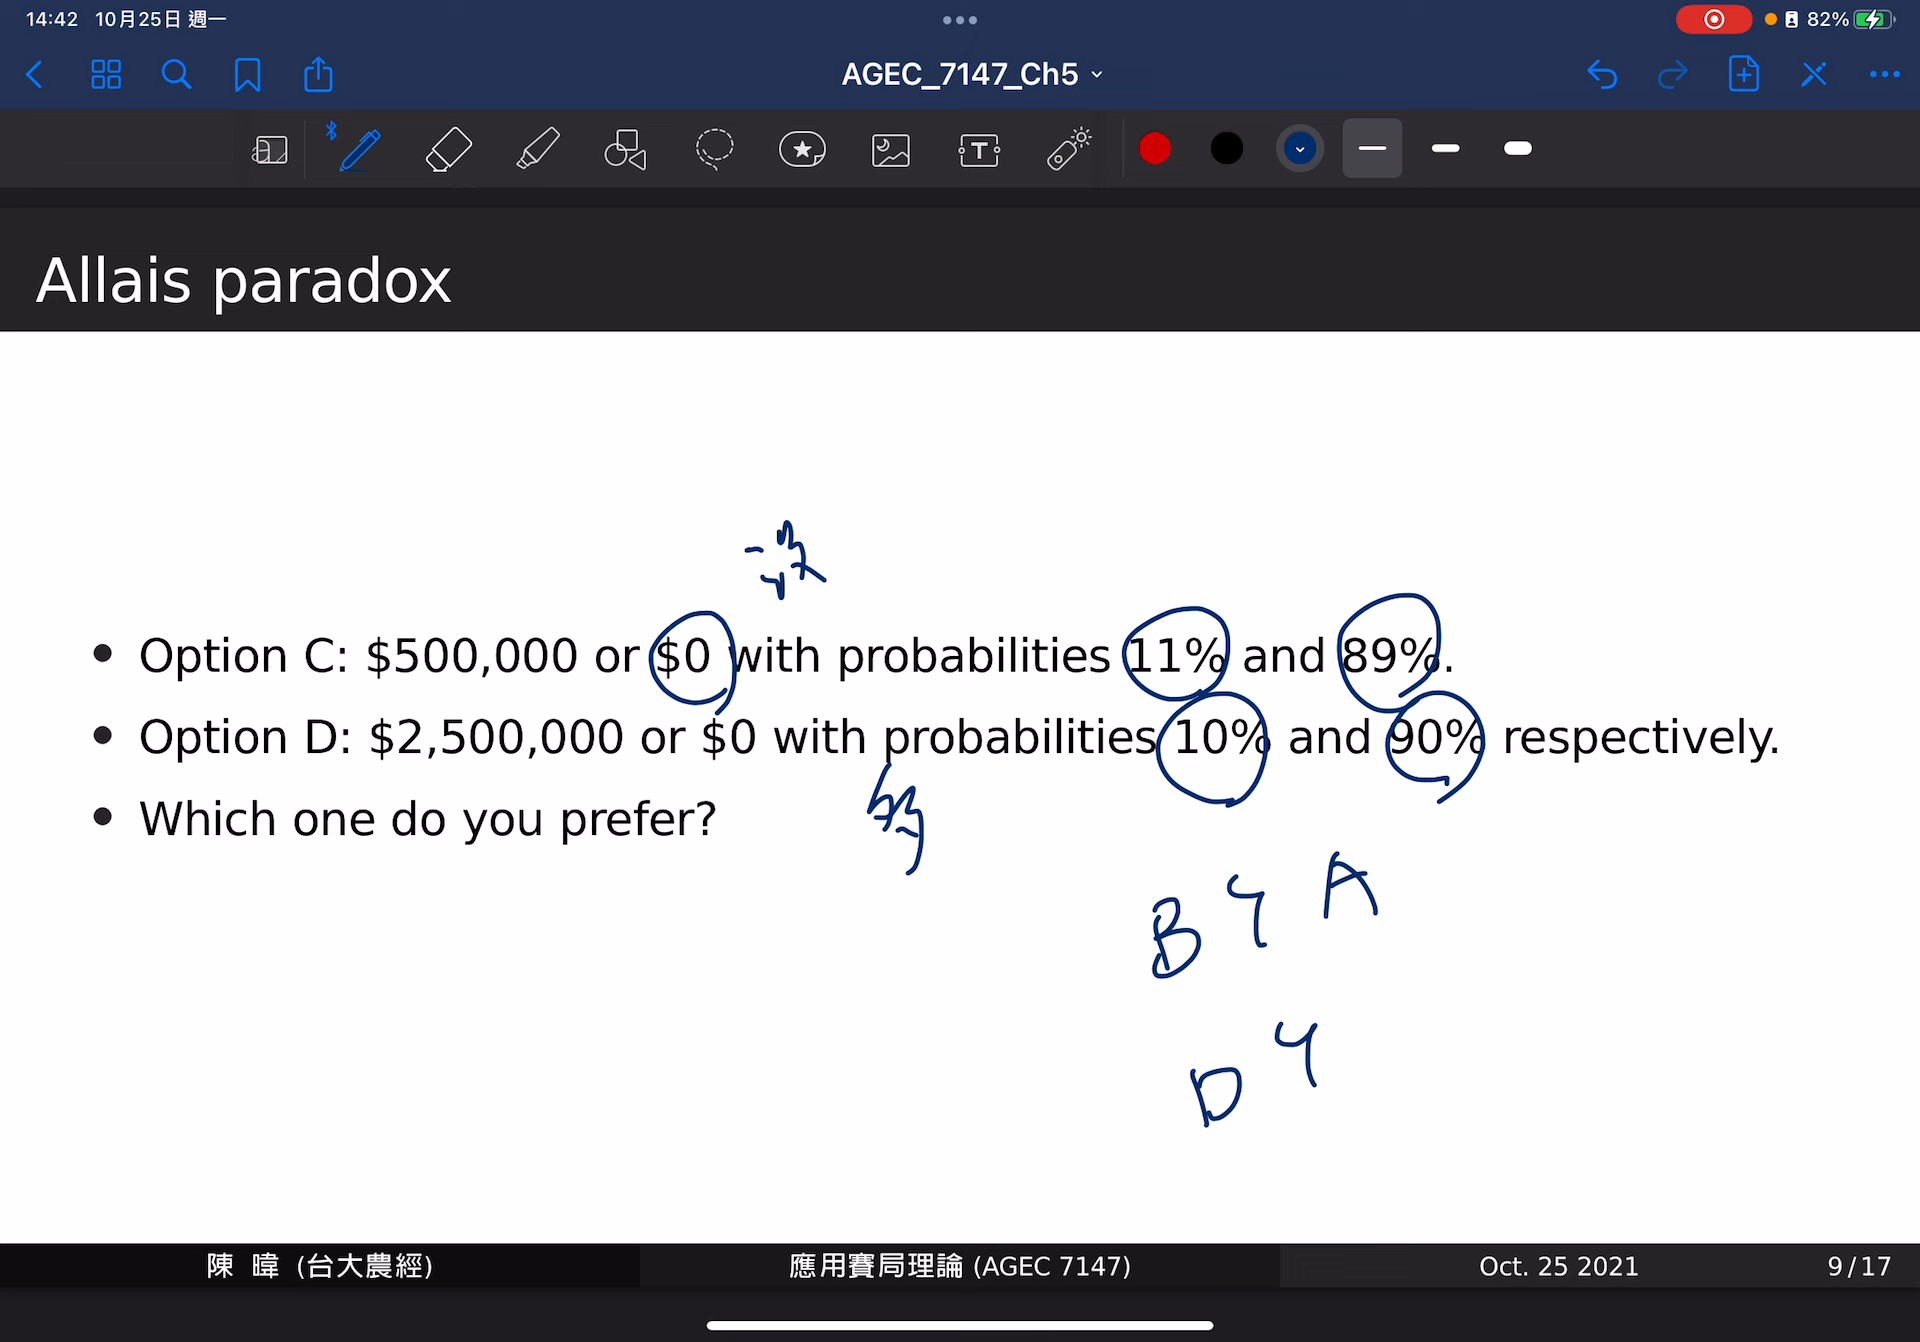 14:42 10月25日 週一
82%
AGEC_7147_Ch5
Allais paradox
• Option C: $500,000 or $0 with probabilities 11% and 89%.
• Option D: $2,500,000 or $0 with probabilities 10% and 90% respectively.
• Which one do you prefer?
B A
D
陳 暐 (台大農經) 應用賽局理論 (AGEC 7147) Oct. 25 2021 9/17